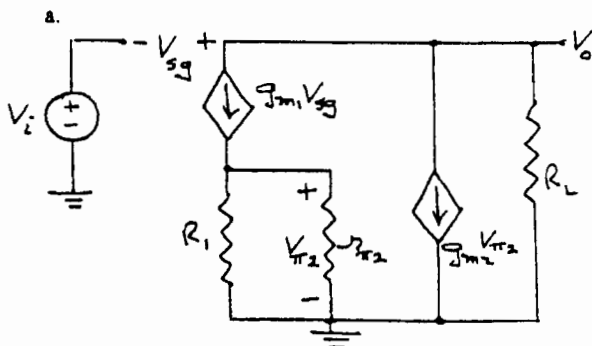 a.
- V_sg +
V_o
V_i
+
-
g_m1 V_sg
R_1
+
V_π2
-
r_π2
g_m2 V_π2
R_L